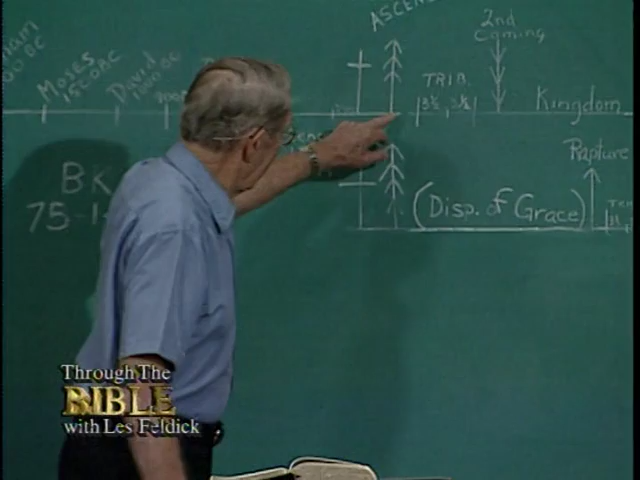 ASCEN
2nd
Coming
Moses
1500 BC
David
1000 BC
TRIB.
3½ 3½
Kingdom
Rapture
BK
75-1
(Disp. of Grace)
Through The
BIBLE
with Les Feldick